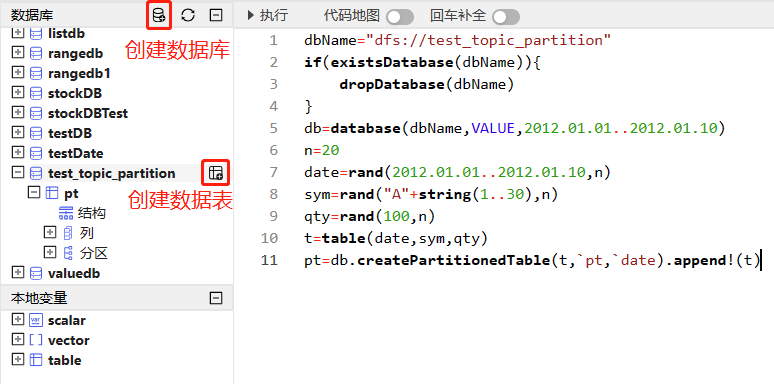 数据库
listdb
rangedb
创建数据库
rangedb1
stockDB
stockDBTest
testDB
testDate
test_topic_partition
pt
创建数据表
结构
列
分区
valuedb
本地变量
scalar
vector
table
执行 代码地图 回车补全
1 dbName="dfs://test_topic_partition"
2 if(existsDatabase(dbName)){
3 dropDatabase(dbName)
4 }
5 db=database(dbName,VALUE,2012.01.01..2012.01.10)
6 n=20
7 date=rand(2012.01.01..2012.01.10,n)
8 sym=rand("A"+string(1..30),n)
9 qty=rand(100,n)
10 t=table(date,sym,qty)
11 pt=db.createPartitionedTable(t,`pt,`date).append!(t)